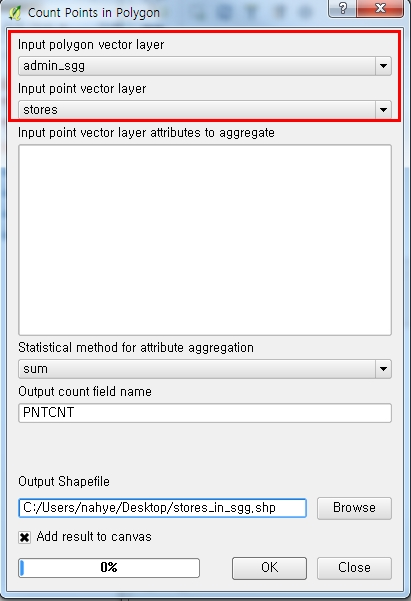 Count Points in Polygon
Input polygon vector layer
admin_sgg
Input point vector layer
stores
Input point vector layer attributes to aggregate
Statistical method for attribute aggregation
sum
Output count field name
PNTCNT
Output Shapefile
C:/Users/nahye/Desktop/stores_in_sgg.shp
Browse
Add result to canvas
0%
OK
Close